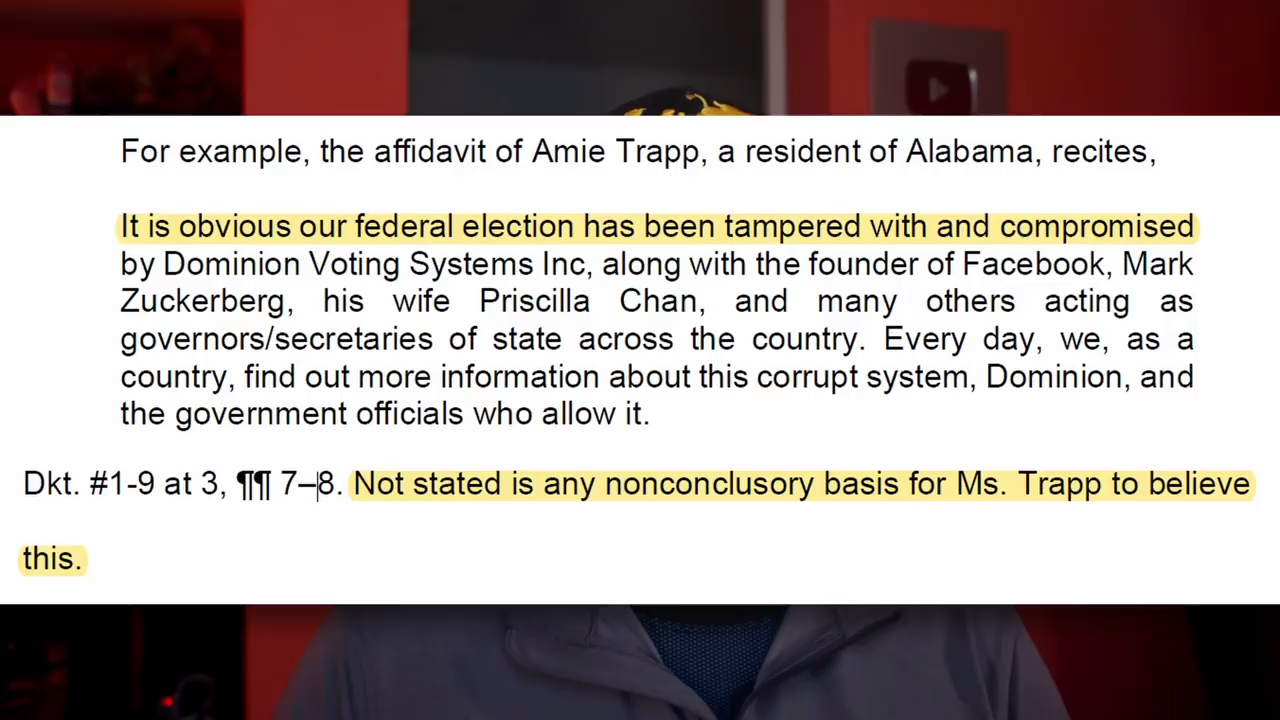 For example, the affidavit of Amie Trapp, a resident of Alabama, recites,
It is obvious our federal election has been tampered with and compromised
by Dominion Voting Systems Inc, along with the founder of Facebook, Mark
Zuckerberg, his wife Priscilla Chan, and many others acting as
governors/secretaries of state across the country. Every day, we, as a
country, find out more information about this corrupt system, Dominion, and
the government officials who allow it.
Dkt. #1-9 at 3, ¶¶ 7–8. Not stated is any nonconclusory basis for Ms. Trapp to believe
this.